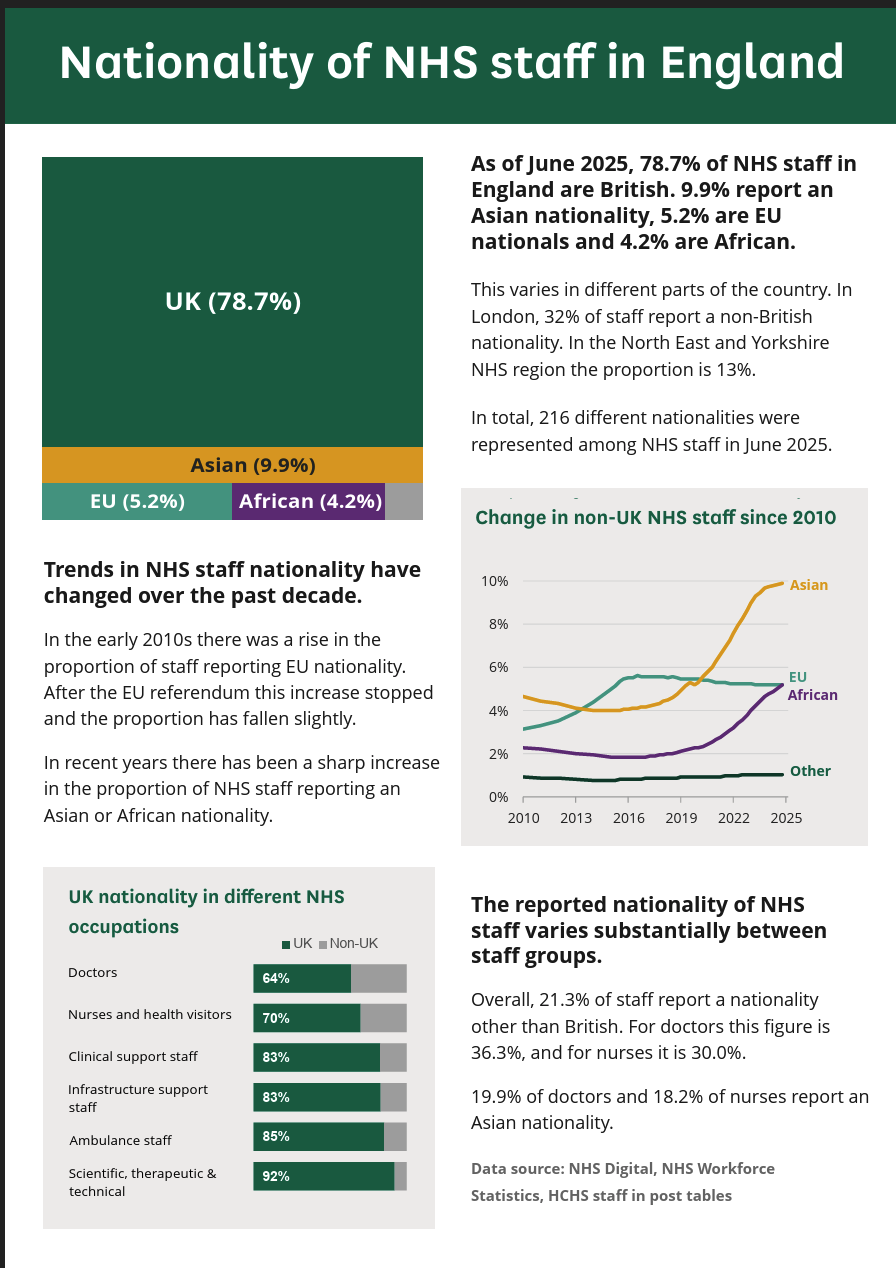 Nationality of NHS staff in England
UK (78.7%)
Asian (9.9%)
EU (5.2%)
African (4.2%)
As of June 2025, 78.7% of NHS staff in
England are British. 9.9% report an
Asian nationality, 5.2% are EU
nationals and 4.2% are African.
This varies in different parts of the country. In
London, 32% of staff report a non-British
nationality. In the North East and Yorkshire
NHS region the proportion is 13%.
In total, 216 different nationalities were
represented among NHS staff in June 2025.
Trends in NHS staff nationality have
changed over the past decade.
In the early 2010s there was a rise in the
proportion of staff reporting EU nationality.
After the EU referendum this increase stopped
and the proportion has fallen slightly.
In recent years there has been a sharp increase
in the proportion of NHS staff reporting an
Asian or African nationality.
Change in non-UK NHS staff since 2010
10%
8%
6%
4%
2%
0%
2010 2013 2016 2019 2022 2025
Asian
EU
African
Other
UK nationality in different NHS
occupations
UK Non-UK
Doctors 64%
Nurses and health visitors 70%
Clinical support staff 83%
Infrastructure support
staff 83%
Ambulance staff 85%
Scientific, therapeutic &
technical 92%
The reported nationality of NHS
staff varies substantially between
staff groups.
Overall, 21.3% of staff report a nationality
other than British. For doctors this figure is
36.3%, and for nurses it is 30.0%.
19.9% of doctors and 18.2% of nurses report an
Asian nationality.
Data source: NHS Digital, NHS Workforce
Statistics, HCHS staff in post tables